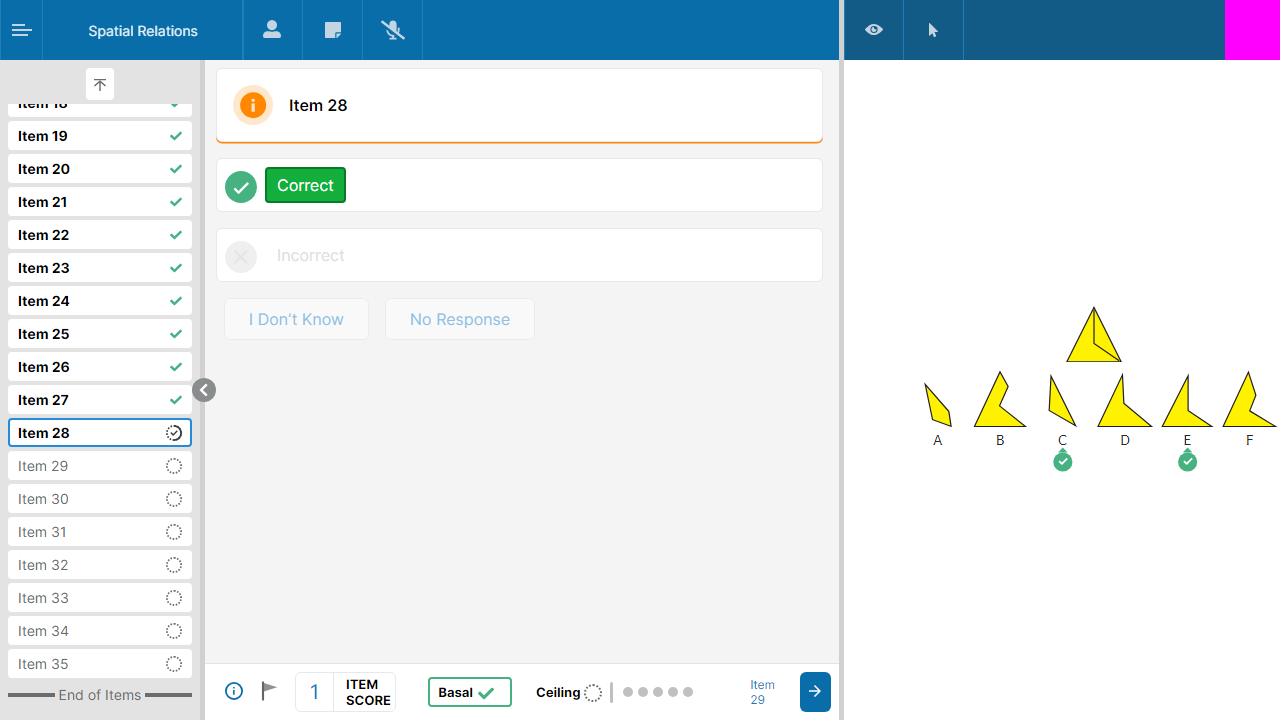 Spatial Relations
Item 18
Item 19
Item 20
Item 21
Item 22
Item 23
Item 24
Item 25
Item 26
Item 27
Item 28
Item 29
Item 30
Item 31
Item 32
Item 33
Item 34
Item 35
End of Items
Item 28
Correct
Incorrect
I Don't Know
No Response
1
ITEM
SCORE
Basal
Ceiling
Item
29
A B C D E F